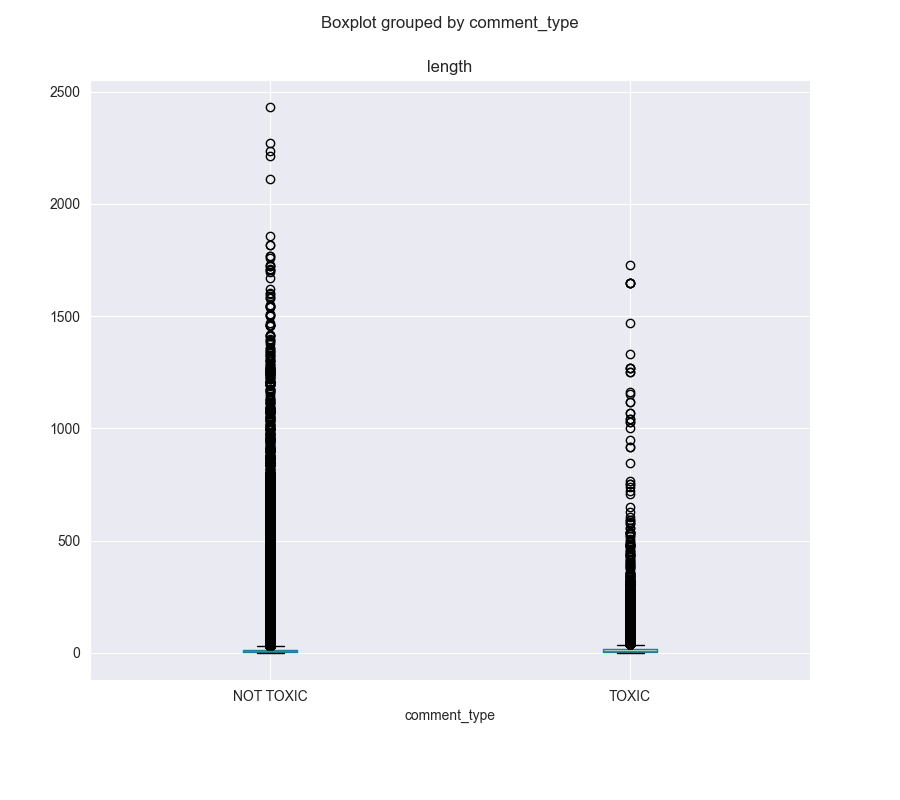 Boxplot grouped by comment_type
length
2500
2000
1500
1000
500
0
NOT TOXIC
TOXIC
comment_type